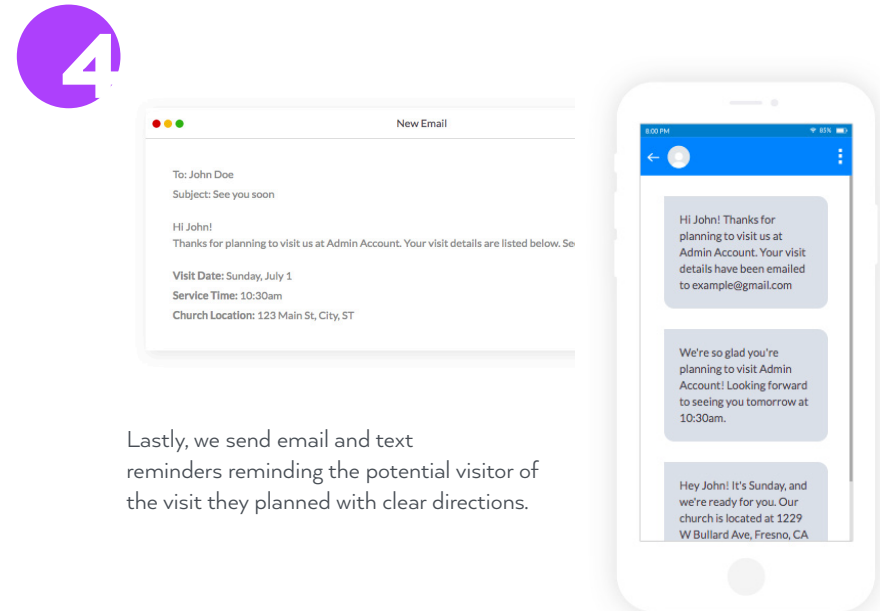 4
New Email
To: John Doe
Subject: See you soon
Hi John!
Thanks for planning to visit us at Admin Account. Your visit details are listed below.
Visit Date: Sunday, July 1
Service Time: 10:30am
Church Location: 123 Main St, City, ST
Lastly, we send email and text
reminders reminding the potential visitor of
the visit they planned with clear directions.
8:00 PM 85%
Hi John! Thanks for
planning to visit us at
Admin Account. Your visit
details have been emailed
to example@gmail.com
We're so glad you're
planning to visit Admin
Account! Looking forward
to seeing you tomorrow at
10:30am.
Hey John! It's Sunday, and
we're ready for you. Our
church is located at 1229
W Bullard Ave, Fresno, CA